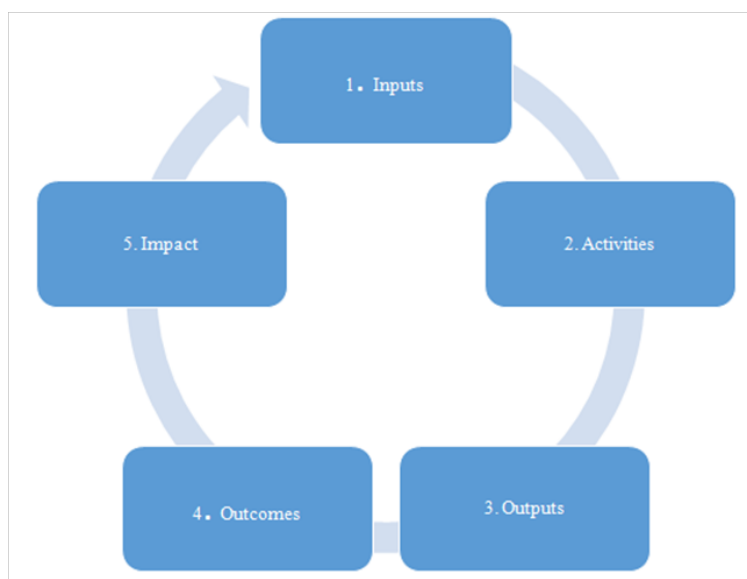 1. Inputs
2. Activities
3. Outputs
4. Outcomes
5. Impact